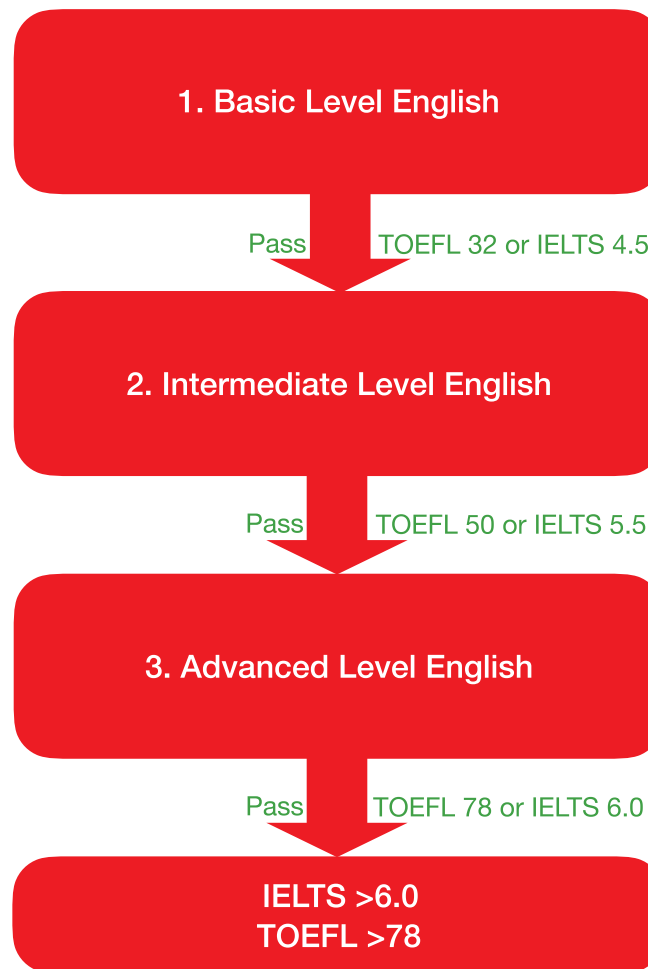 1. Basic Level English
Pass TOEFL 32 or IELTS 4.5
2. Intermediate Level English
Pass TOEFL 50 or IELTS 5.5
3. Advanced Level English
Pass TOEFL 78 or IELTS 6.0
IELTS >6.0
TOEFL >78